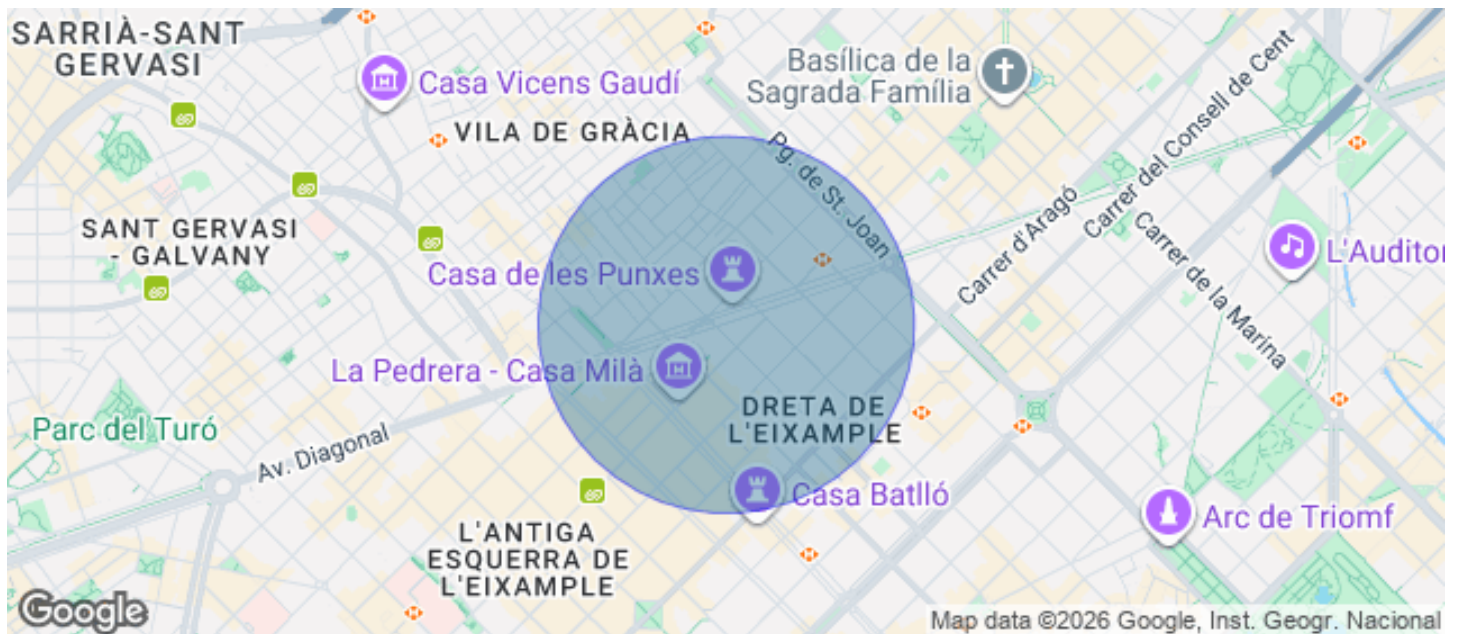 SARRIÀ-SANT
GERVASI
Casa Vicens Gaudí
Basílica de la
Sagrada Família
VILA DE GRÀCIA
Pg. de St. Joan
Carrer del Consell de Cent
SANT GERVASI
- GALVANY
Carrer d'Aragó
Carrer de la Marina
L'Auditor
Casa de les Punxes
La Pedrera - Casa Milà
DRETA DE
L'EIXAMPLE
Parc del Turó
Av. Diagonal
Casa Batlló
Arc de Triomf
L'ANTIGA
ESQUERRA DE
L'EIXAMPLE
Google
Map data ©2026 Google, Inst. Geogr. Nacional